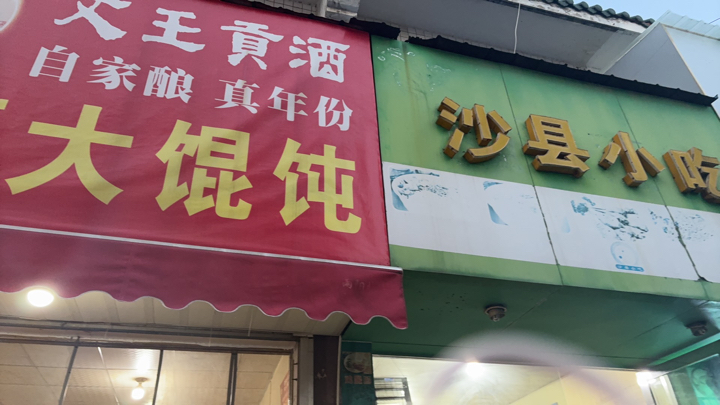 文王貢酒
自家酿 真年份
大馄饨
沙县小吃